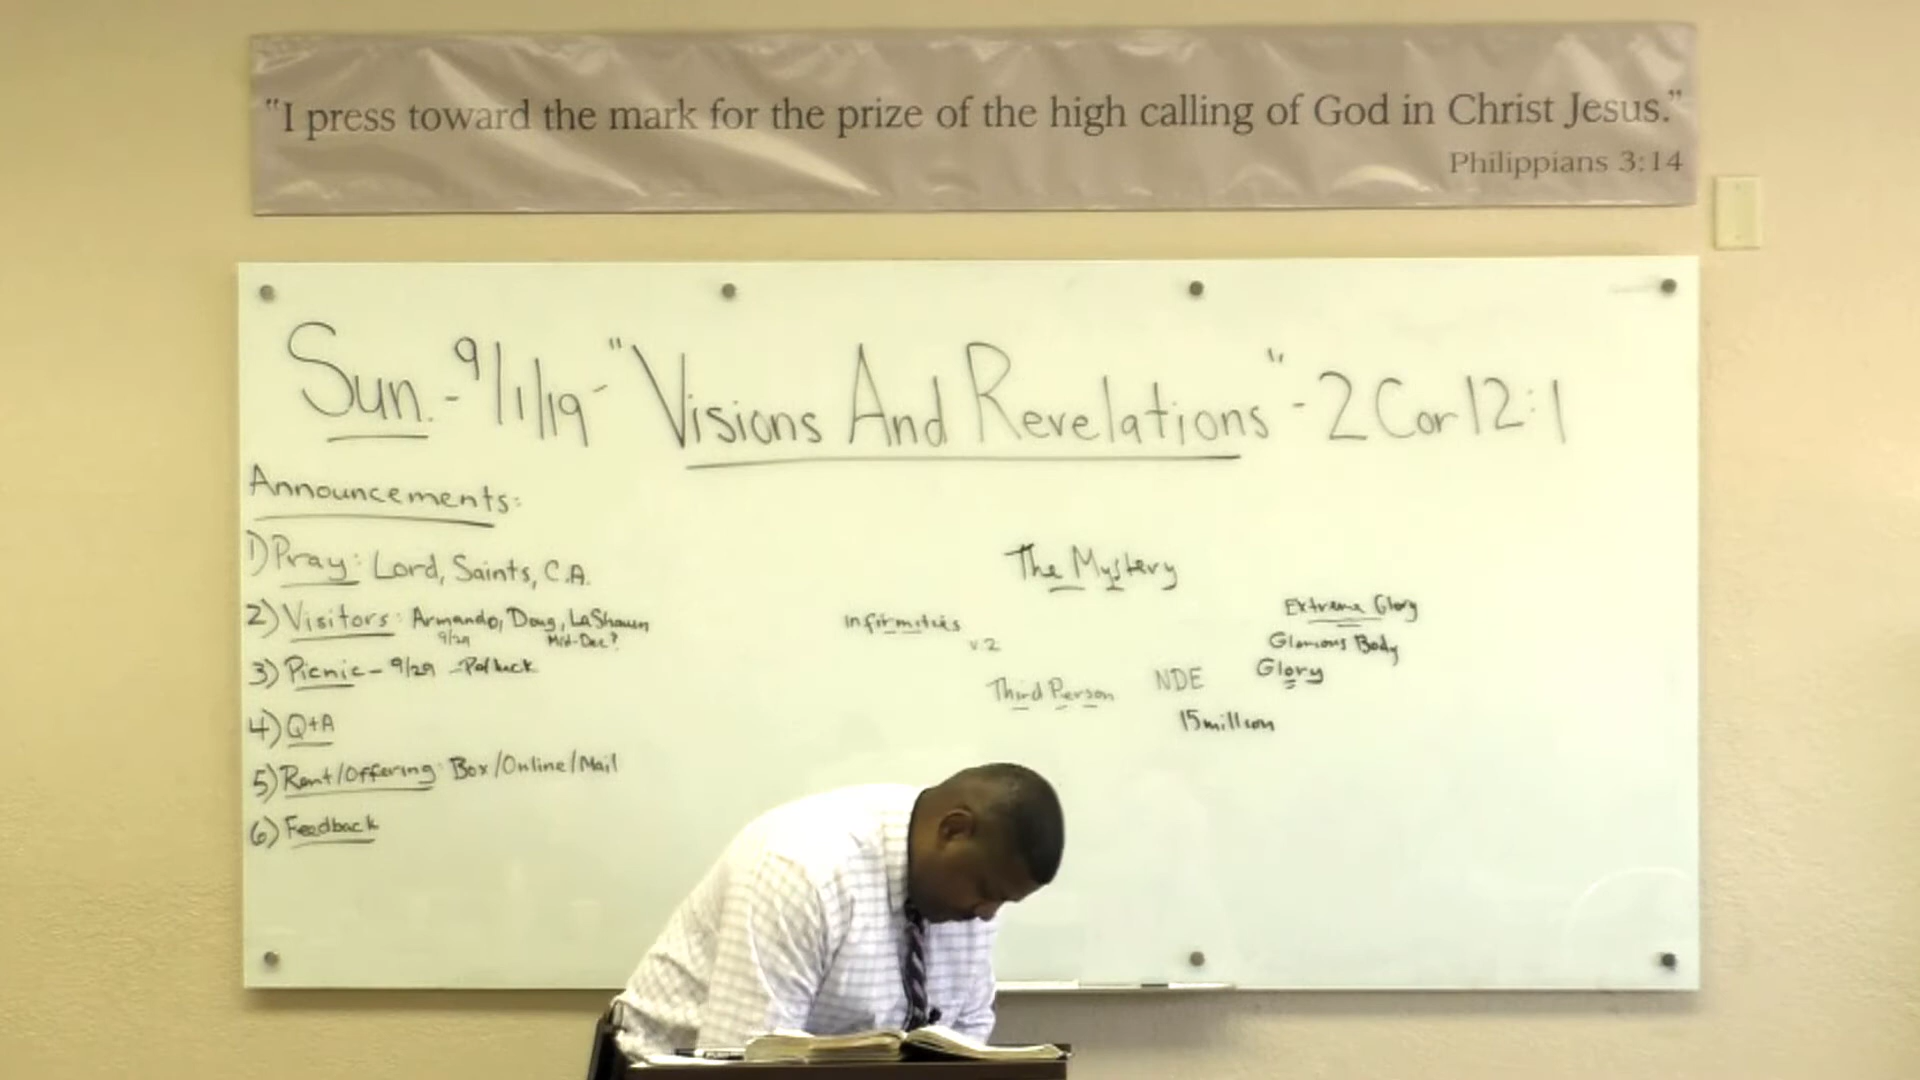 "I press toward the mark for the prize of the high calling of God in Christ Jesus."
Philippians 3:14
Sun. - 9/1/19 - "Visions And Revelations" - 2 Cor 12:1
Announcements:
1) Pray: Lord, Saints, C.A.
2) Visitors: Armando, Doug, LaShawn
9/29 Mid-Dec?
3) Picnic - 9/29 - Potluck
4) Q+A
5) Rent/Offering: Box/Online/Mail
6) Feedback
The Mystery
Infirmities
v.2
Third Person
NDE
15 million
Extreme Glory
Glorious Body
Glory